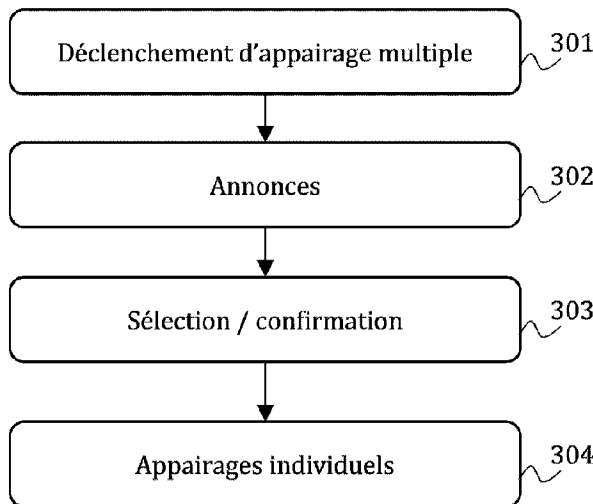 Déclenchement d'appairage multiple
301
Annonces
302
Sélection / confirmation
303
Appairages individuels
304